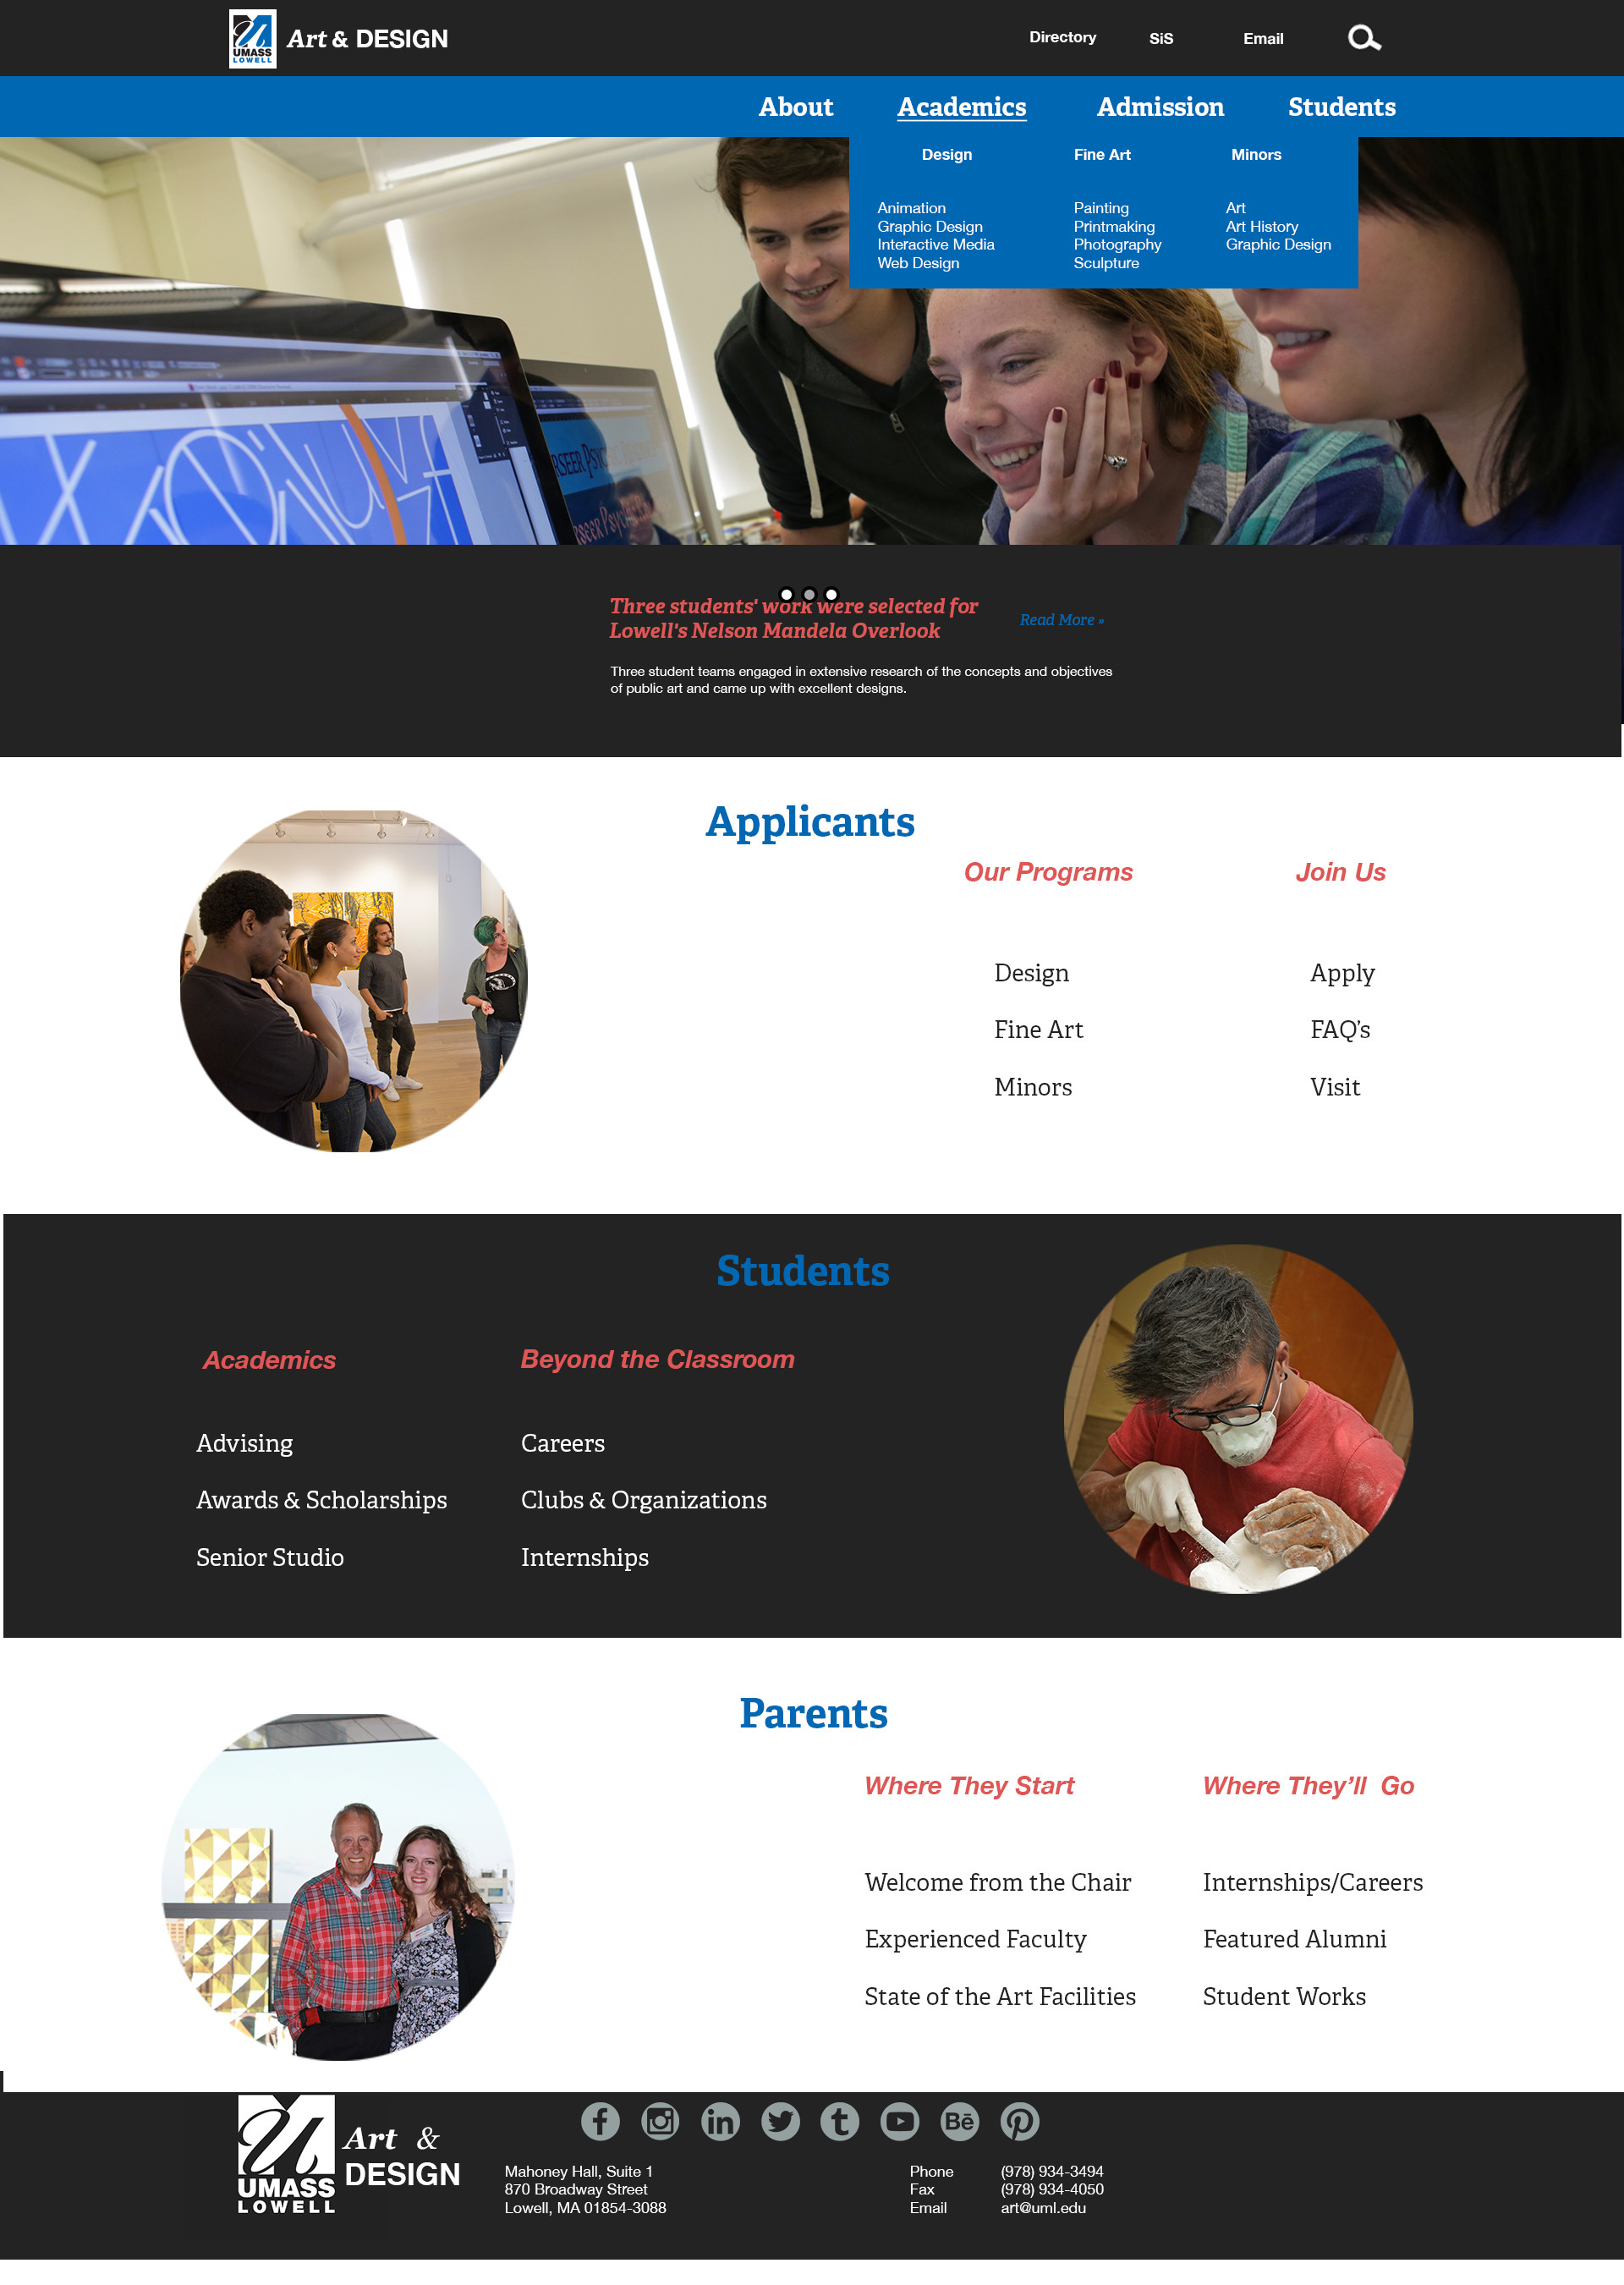 UMASS
LOWELL
Art & DESIGN
Directory
SiS
Email
About
Academics
Admission
Students
Design
Fine Art
Minors
Animation
Graphic Design
Interactive Media
Web Design
Painting
Printmaking
Photography
Sculpture
Art
Art History
Graphic Design
Three students' work were selected for
Lowell's Nelson Mandela Overlook
Read More »
Three student teams engaged in extensive research of the concepts and objectives
of public art and came up with excellent designs.
Applicants
Our Programs
Join Us
Design
Fine Art
Minors
Apply
FAQ’s
Visit
Students
Academics
Beyond the Classroom
Advising
Awards & Scholarships
Senior Studio
Careers
Clubs & Organizations
Internships
Parents
Where They Start
Where They’ll  Go
Welcome from the Chair
Experienced Faculty
State of the Art Facilities
Internships/Careers
Featured Alumni
Student Works
UMASS
LOWELL
Art &
DESIGN
Bē
Mahoney Hall, Suite 1
870 Broadway Street
Lowell, MA 01854-3088
Phone (978) 934-3494
Fax (978) 934-4050
Email art@uml.edu